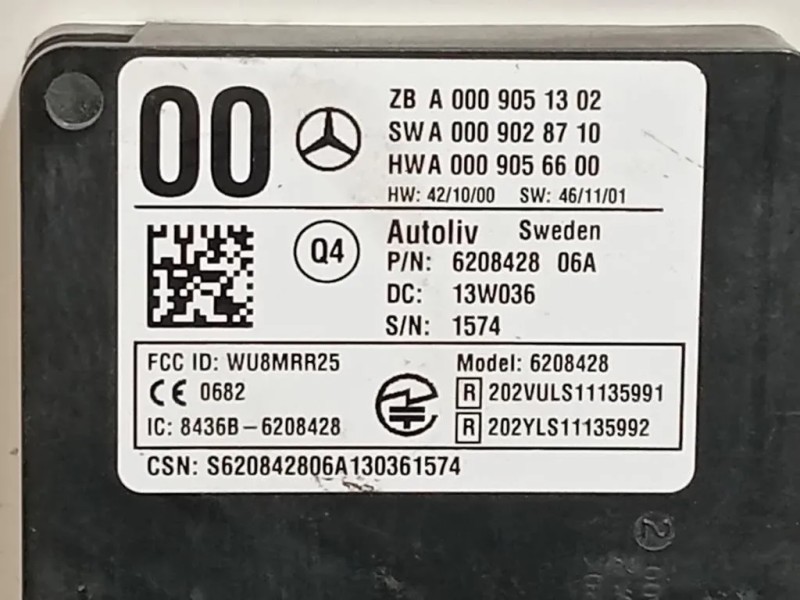 00
ZB A 000 905 13 02
SW A 000 902 87 10
HW A 000 905 66 00
HW: 42/10/00 SW: 46/11/01
Q4
Autoliv Sweden
P/N: 6208428 06A
DC: 13W036
S/N: 1574
FCC ID: WU8MRR25
CE 0682
IC: 8436B-6208428
Model: 6208428
R 202VULS11135991
R 202YLS11135992
CSN: S620842806A130361574
2